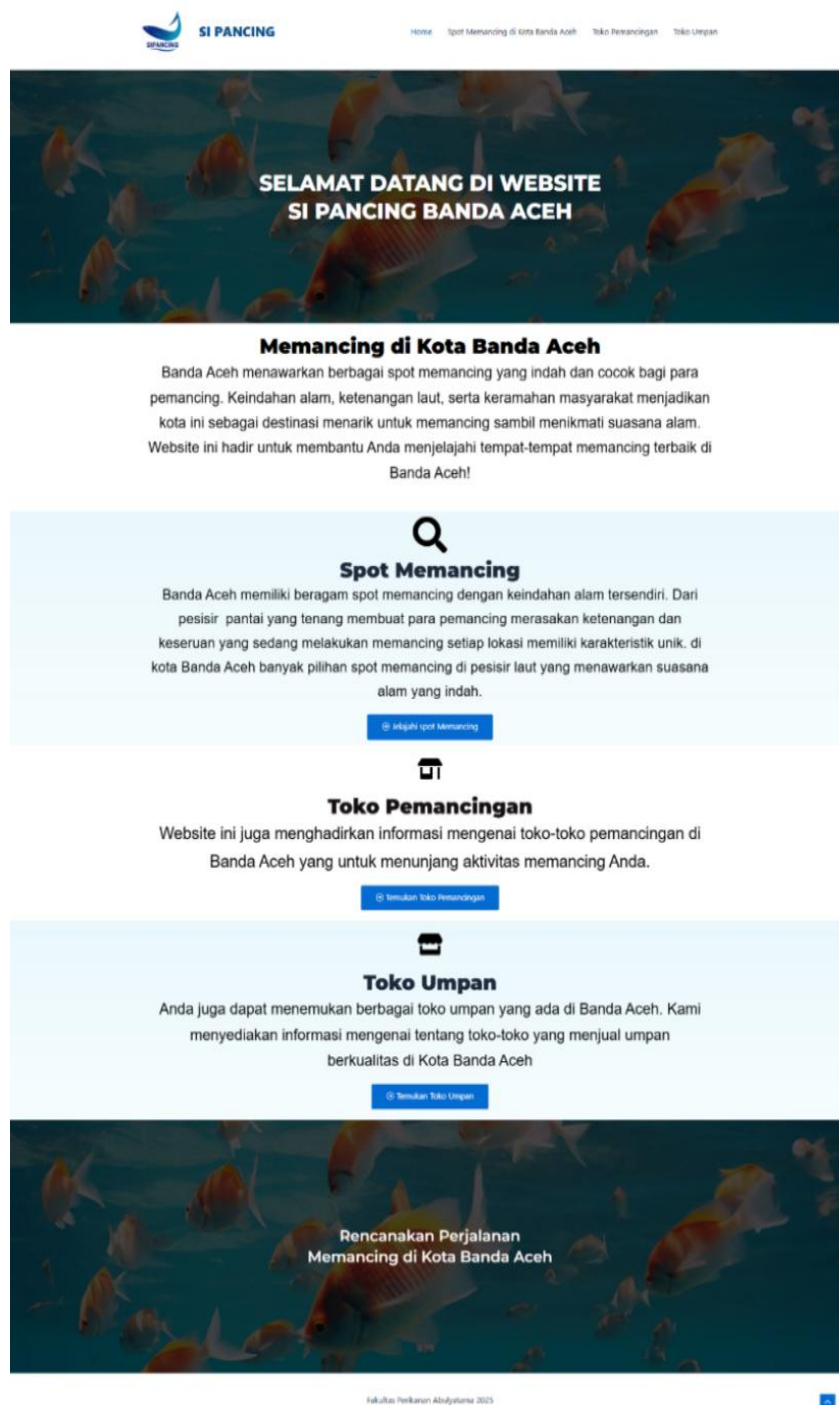 SIPANCING
SI PANCING
Home Spot Memancing di Kota Banda Aceh Toko Pemancingan Toko Umpan
SELAMAT DATANG DI WEBSITE
SI PANCING BANDA ACEH
Memancing di Kota Banda Aceh
Banda Aceh menawarkan berbagai spot memancing yang indah dan cocok bagi para
pemancing. Keindahan alam, ketenangan laut, serta keramahan masyarakat menjadikan
kota ini sebagai destinasi menarik untuk memancing sambil menikmati suasana alam.
Website ini hadir untuk membantu Anda menjelajahi tempat-tempat memancing terbaik di
Banda Aceh!
Spot Memancing
Banda Aceh memiliki beragam spot memancing dengan keindahan alam tersendiri. Dari
pesisir pantai yang tenang membuat para pemancing merasakan ketenangan dan
keseruan yang sedang melakukan memancing setiap lokasi memiliki karakteristik unik. di
kota Banda Aceh banyak pilihan spot memancing di pesisir laut yang menawarkan suasana
alam yang indah.
Jelajahi spot Memancing
Toko Pemancingan
Website ini juga menghadirkan informasi mengenai toko-toko pemancingan di
Banda Aceh yang untuk menunjang aktivitas memancing Anda.
Temukan Toko Pemancingan
Toko Umpan
Anda juga dapat menemukan berbagai toko umpan yang ada di Banda Aceh. Kami
menyediakan informasi mengenai tentang toko-toko yang menjual umpan
berkualitas di Kota Banda Aceh
Temukan Toko Umpan
Rencanakan Perjalanan
Memancing di Kota Banda Aceh
Fakultas Perikanan Abulyatama 2025